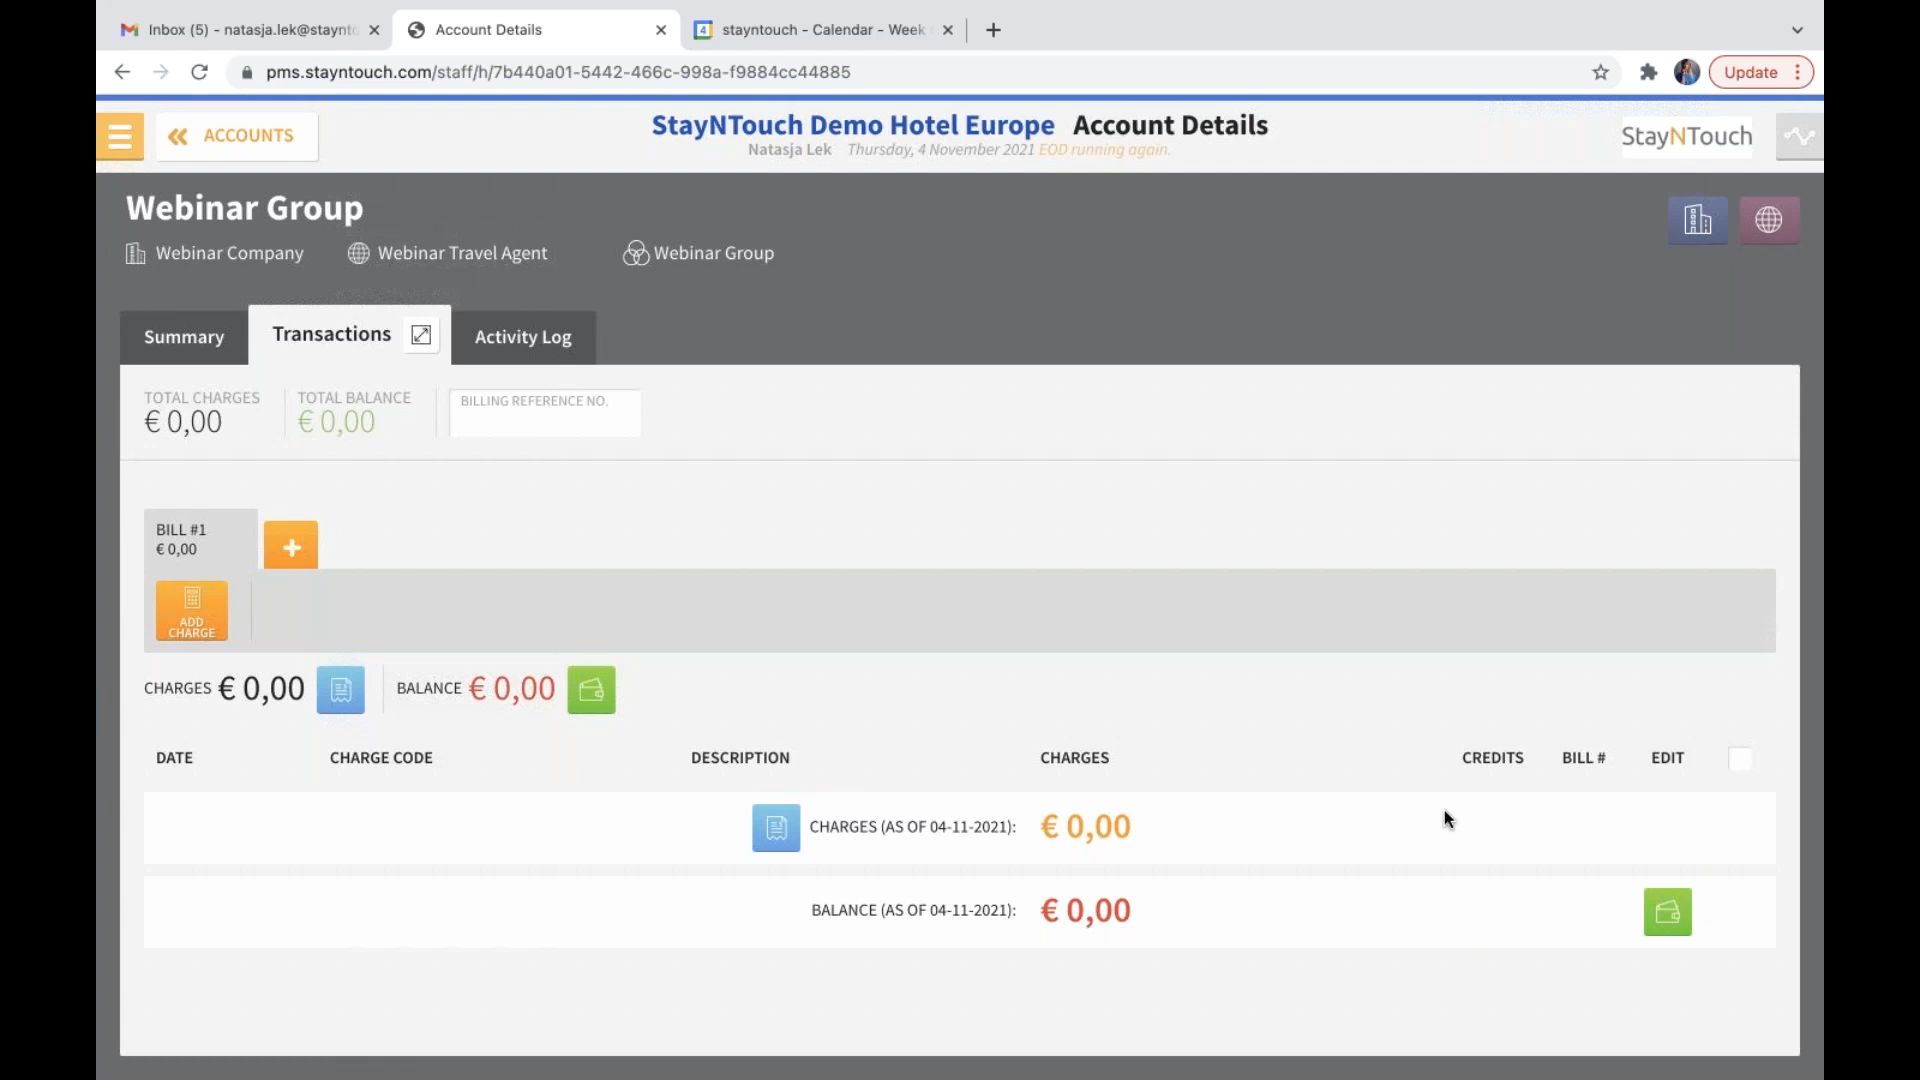 Inbox (5) - natasja.lek@staynto
Account Details
4
stayntouch - Calendar - Week
pms.stayntouch.com/staff/h/7b440a01-5442-466c-998a-f9884cc44885
Update
ACCOUNTS
StayNTouch Demo Hotel Europe Account Details
Natasja Lek Thursday, 4 November 2021 EOD running again.
StayNTouch
Webinar Group
Webinar Company
Webinar Travel Agent
Webinar Group
Summary
Transactions
Activity Log
TOTAL CHARGES
€ 0,00
TOTAL BALANCE
€ 0,00
BILLING REFERENCE NO.
BILL #1
€ 0,00
ADD
CHARGE
CHARGES € 0,00
BALANCE € 0,00
DATE CHARGE CODE DESCRIPTION CHARGES CREDITS BILL # EDIT
CHARGES (AS OF 04-11-2021): € 0,00
BALANCE (AS OF 04-11-2021): € 0,00